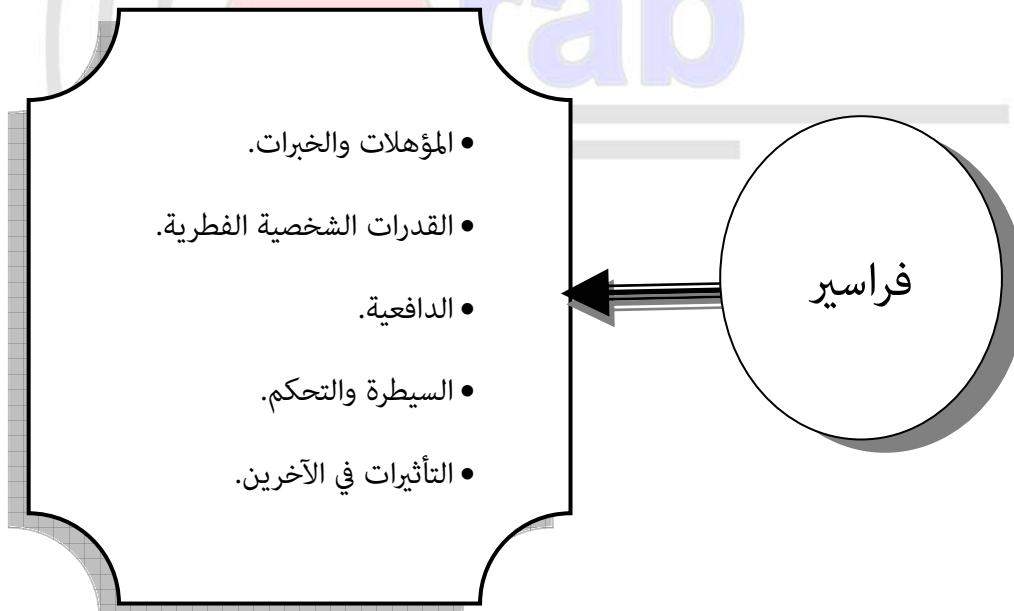 rab
• المؤهلات والخبرات.
• القدرات الشخصية الفطرية.
• الدافعية.
• السيطرة والتحكم.
• التأثيرات في الآخرين.
فراسير